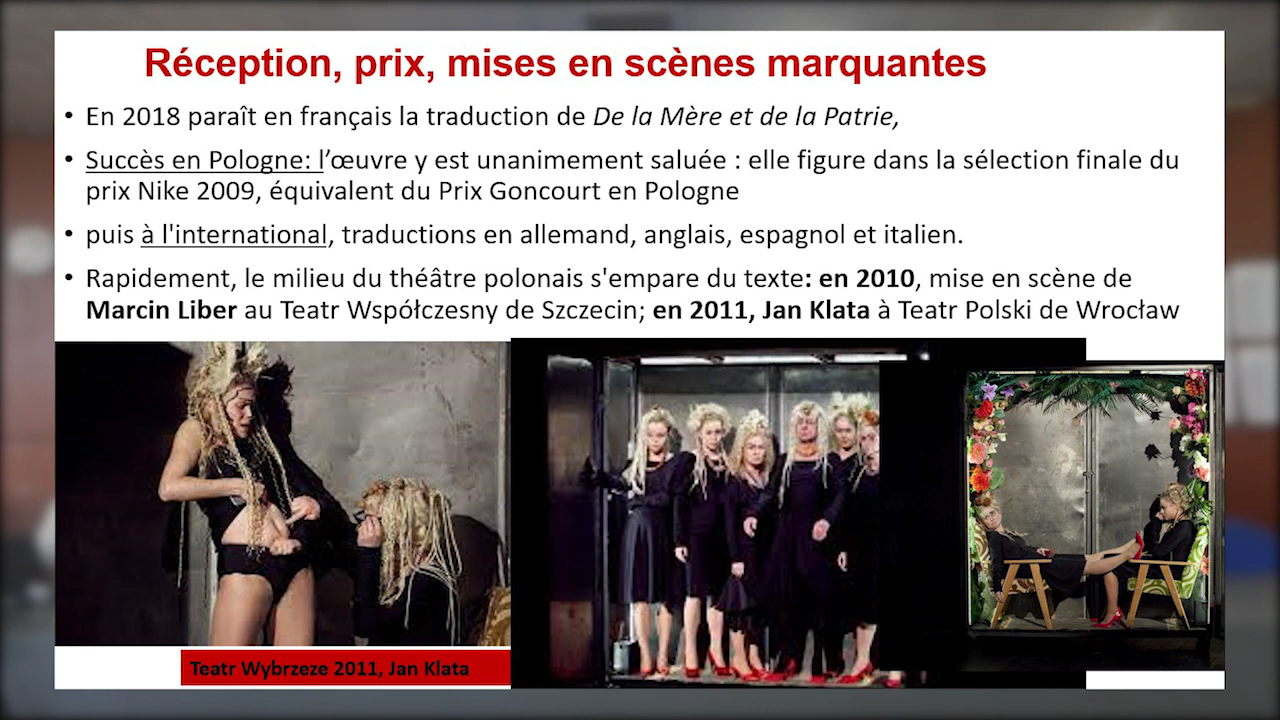 Réception, prix, mises en scènes marquantes
• En 2018 paraît en français la traduction de De la Mère et de la Patrie,
• Succès en Pologne: l’œuvre y est unanimement saluée : elle figure dans la sélection finale du
prix Nike 2009, équivalent du Prix Goncourt en Pologne
• puis à l'international, traductions en allemand, anglais, espagnol et italien.
• Rapidement, le milieu du théâtre polonais s'empare du texte: en 2010, mise en scène de
Marcin Liber au Teatr Współczesny de Szczecin; en 2011, Jan Klata à Teatr Polski de Wrocław
Teatr Wybrzeze 2011, Jan Klata